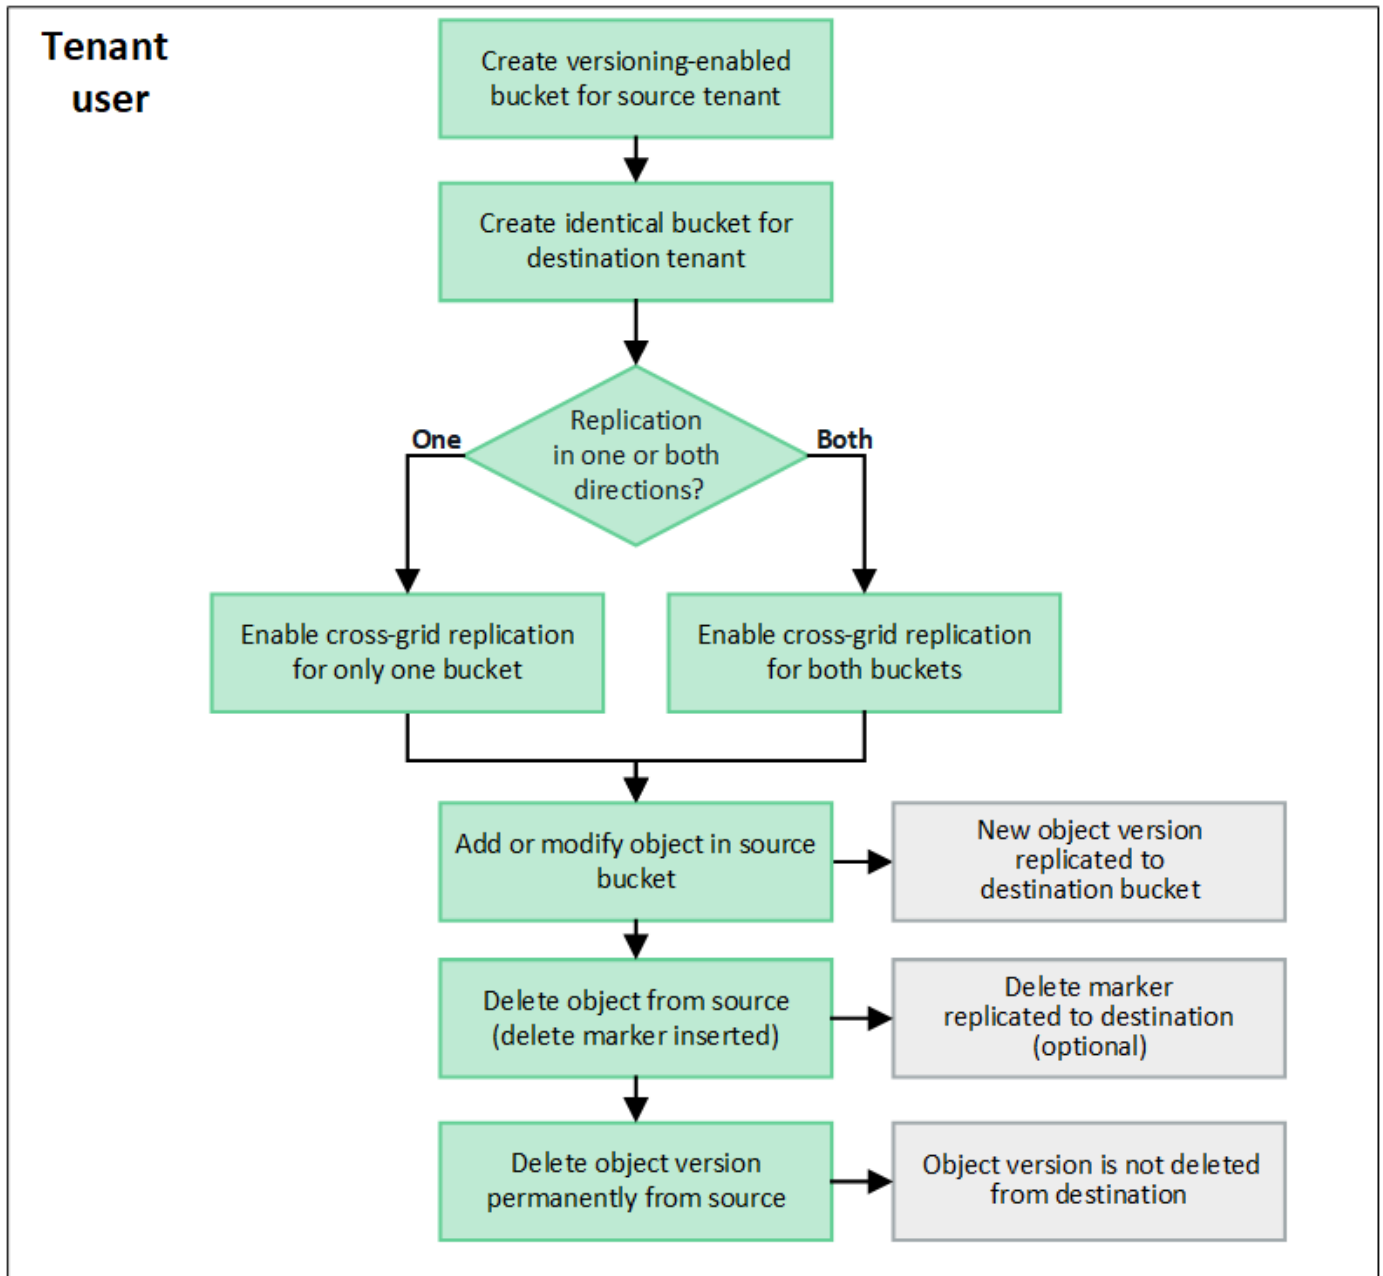 Tenant
user
Create versioning-enabled
bucket for source tenant
Create identical bucket for
destination tenant
Replication
in one or both
directions?
One
Both
Enable cross-grid replication
for only one bucket
Enable cross-grid replication
for both buckets
Add or modify object in source
bucket
New object version
replicated to
destination bucket
Delete object from source
(delete marker inserted)
Delete marker
replicated to destination
(optional)
Delete object version
permanently from source
Object version is not deleted
from destination